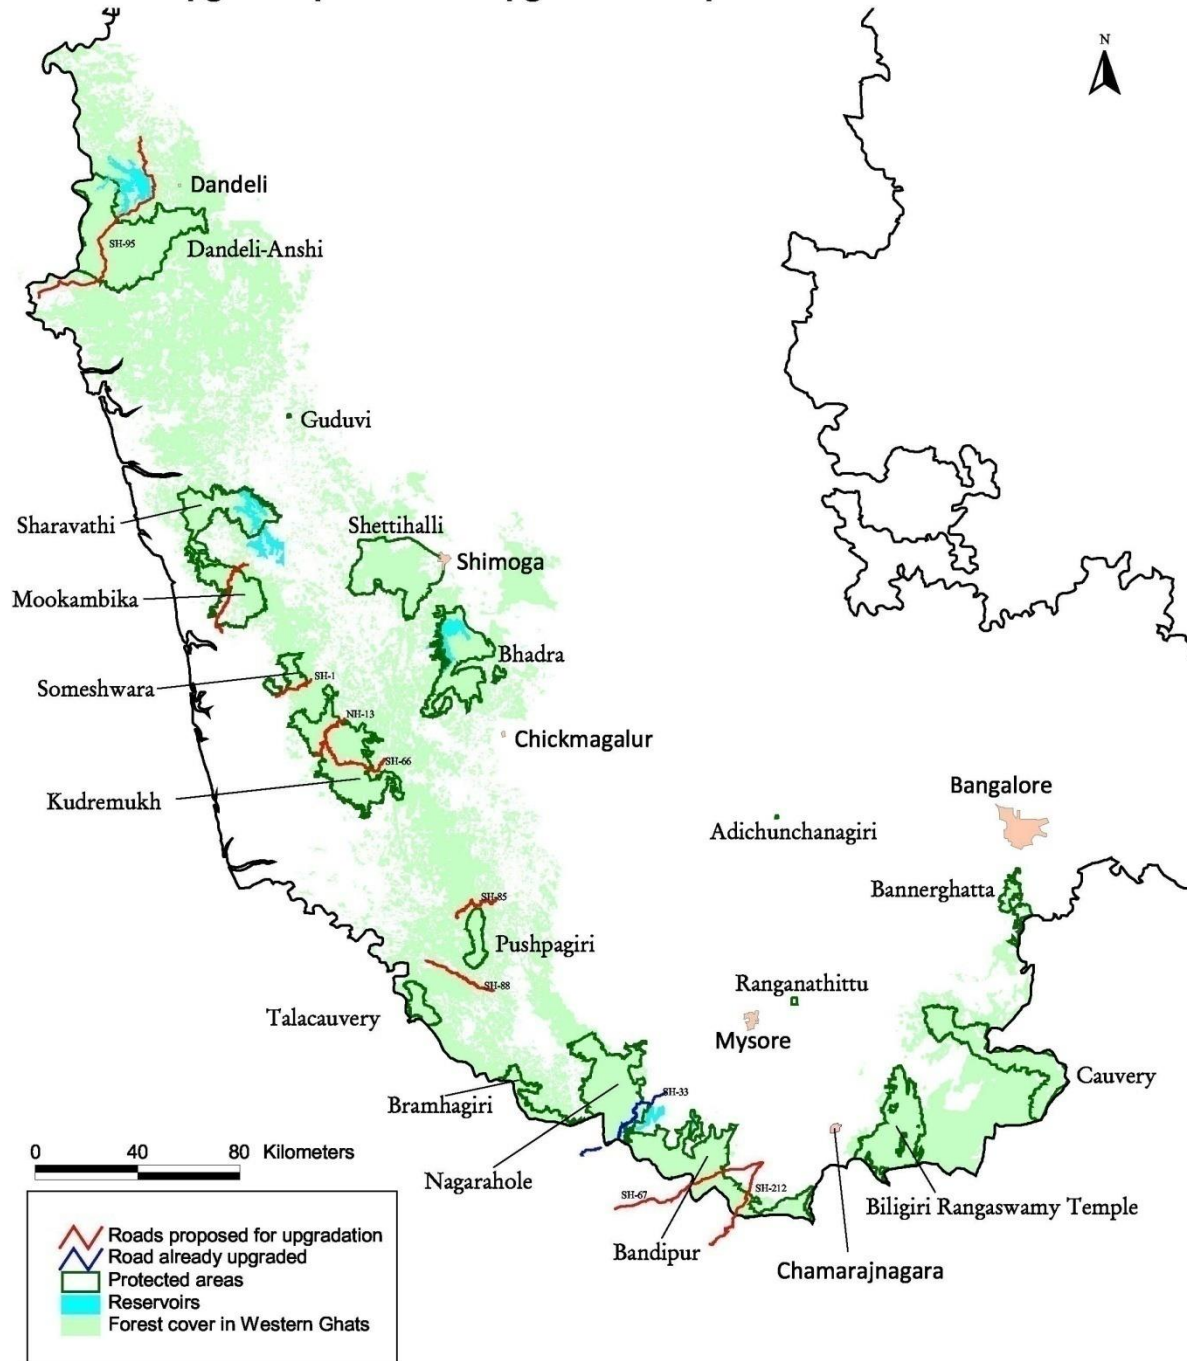 N
Dandeli
SH-95
Dandeli-Anshi
Guduvi
Sharavathi
Shettihalli
Shimoga
Mookambika
Bhadra
Someshwara
SH-1
NH-13
Chickmagalur
SH-66
Kudremukh
Bangalore
Adichunchanagiri
Bannerghatta
SH-85
Pushpagiri
SH-88
Ranganathittu
Talacauvery
Mysore
Cauvery
Bramhagiri
SH-33
0 40 80 Kilometers
Nagarahole
SH-67
SH-212
Biligiri Rangaswamy Temple
Bandipur
Chamarajnagara
Roads proposed for upgradation
Road already upgraded
Protected areas
Reservoirs
Forest cover in Western Ghats